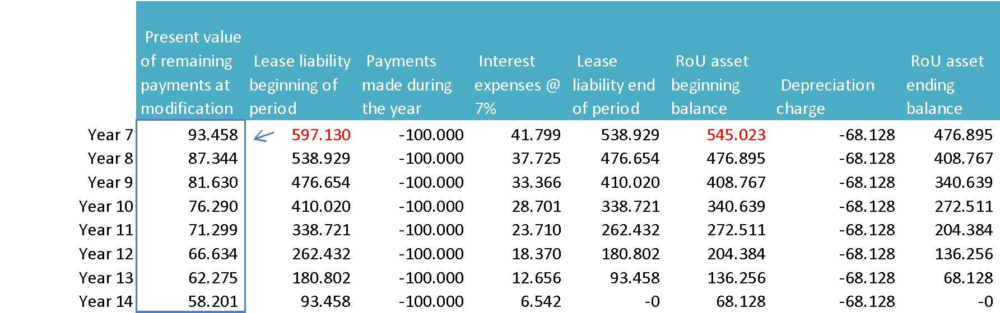 Present value of remaining payments at modification Lease liability beginning of period Payments made during the year Interest expenses @ 7% Lease liability end of period RoU asset beginning balance Depreciation charge RoU asset ending balance
Year 7 93.458 597.130 -100.000 41.799 538.929 545.023 -68.128 476.895
Year 8 87.344 538.929 -100.000 37.725 476.654 476.895 -68.128 408.767
Year 9 81.630 476.654 -100.000 33.366 410.020 408.767 -68.128 340.639
Year 10 76.290 410.020 -100.000 28.701 338.721 340.639 -68.128 272.511
Year 11 71.299 338.721 -100.000 23.710 262.432 272.511 -68.128 204.384
Year 12 66.634 262.432 -100.000 18.370 180.802 204.384 -68.128 136.256
Year 13 62.275 180.802 -100.000 12.656 93.458 136.256 -68.128 68.128
Year 14 58.201 93.458 -100.000 6.542 -0 68.128 -68.128 -0